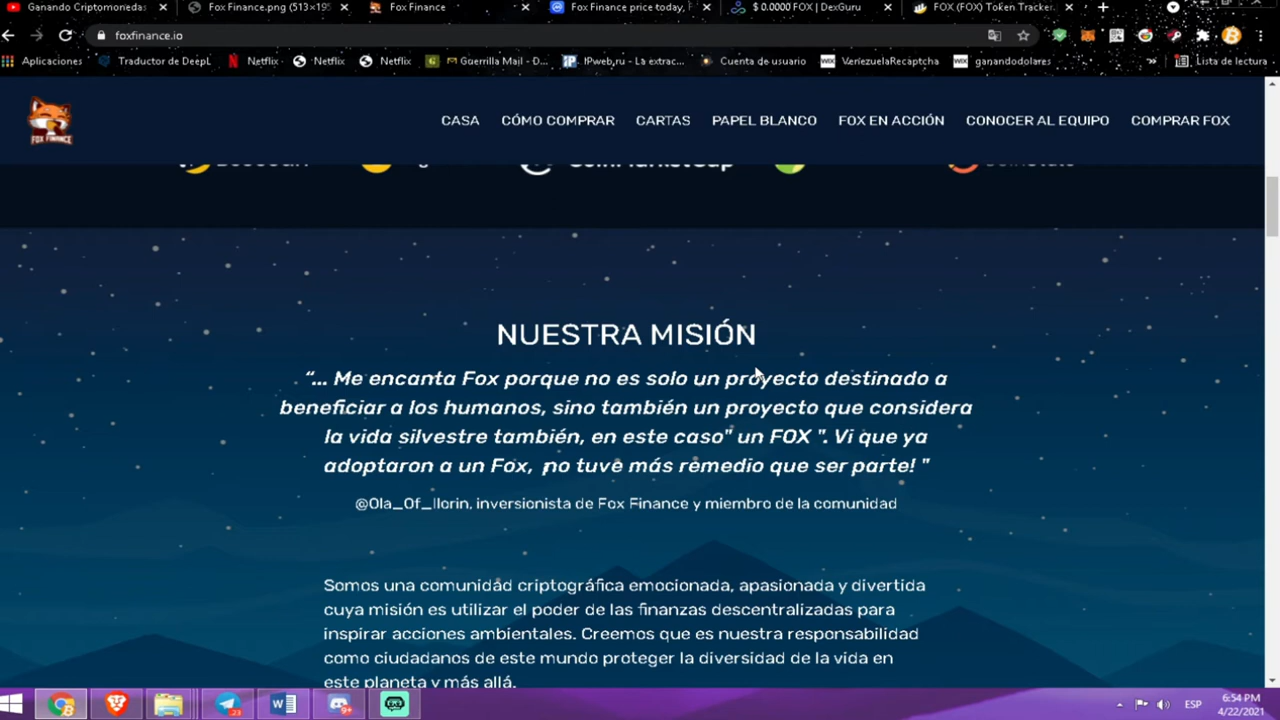 Ganando Criptomonedas
Fox Finance.png (513×195
Fox Finance
Fox Finance price today,
$ 0.0000 FOX | DexGuru
FOX (FOX) Token Tracker
foxfinance.io
Aplicaciones
Traductor de DeepL
Netflix
Netflix
Netflix
Guerrilla Mail - D...
IPweb.ru - La extrac...
Cuenta de usuario
VenezuelaRecaptcha
ganandodolares
Lista de lectura
FOX FINANCE
CASA
CÓMO COMPRAR
CARTAS
PAPEL BLANCO
FOX EN ACCIÓN
CONOCER AL EQUIPO
COMPRAR FOX
CoinMarketCap
NUESTRA MISIÓN
“... Me encanta Fox porque no es solo un proyecto destinado a
beneficiar a los humanos, sino también un proyecto que considera
la vida silvestre también, en este caso" un FOX ". Vi que ya
adoptaron a un Fox, ¡no tuve más remedio que ser parte! "
@Ola_Of_Ilorin, inversionista de Fox Finance y miembro de la comunidad
Somos una comunidad criptográfica emocionada, apasionada y divertida
cuya misión es utilizar el poder de las finanzas descentralizadas para
inspirar acciones ambientales. Creemos que es nuestra responsabilidad
como ciudadanos de este mundo proteger la diversidad de la vida en
este planeta y más allá.
ESP
6:54 PM
4/22/2021